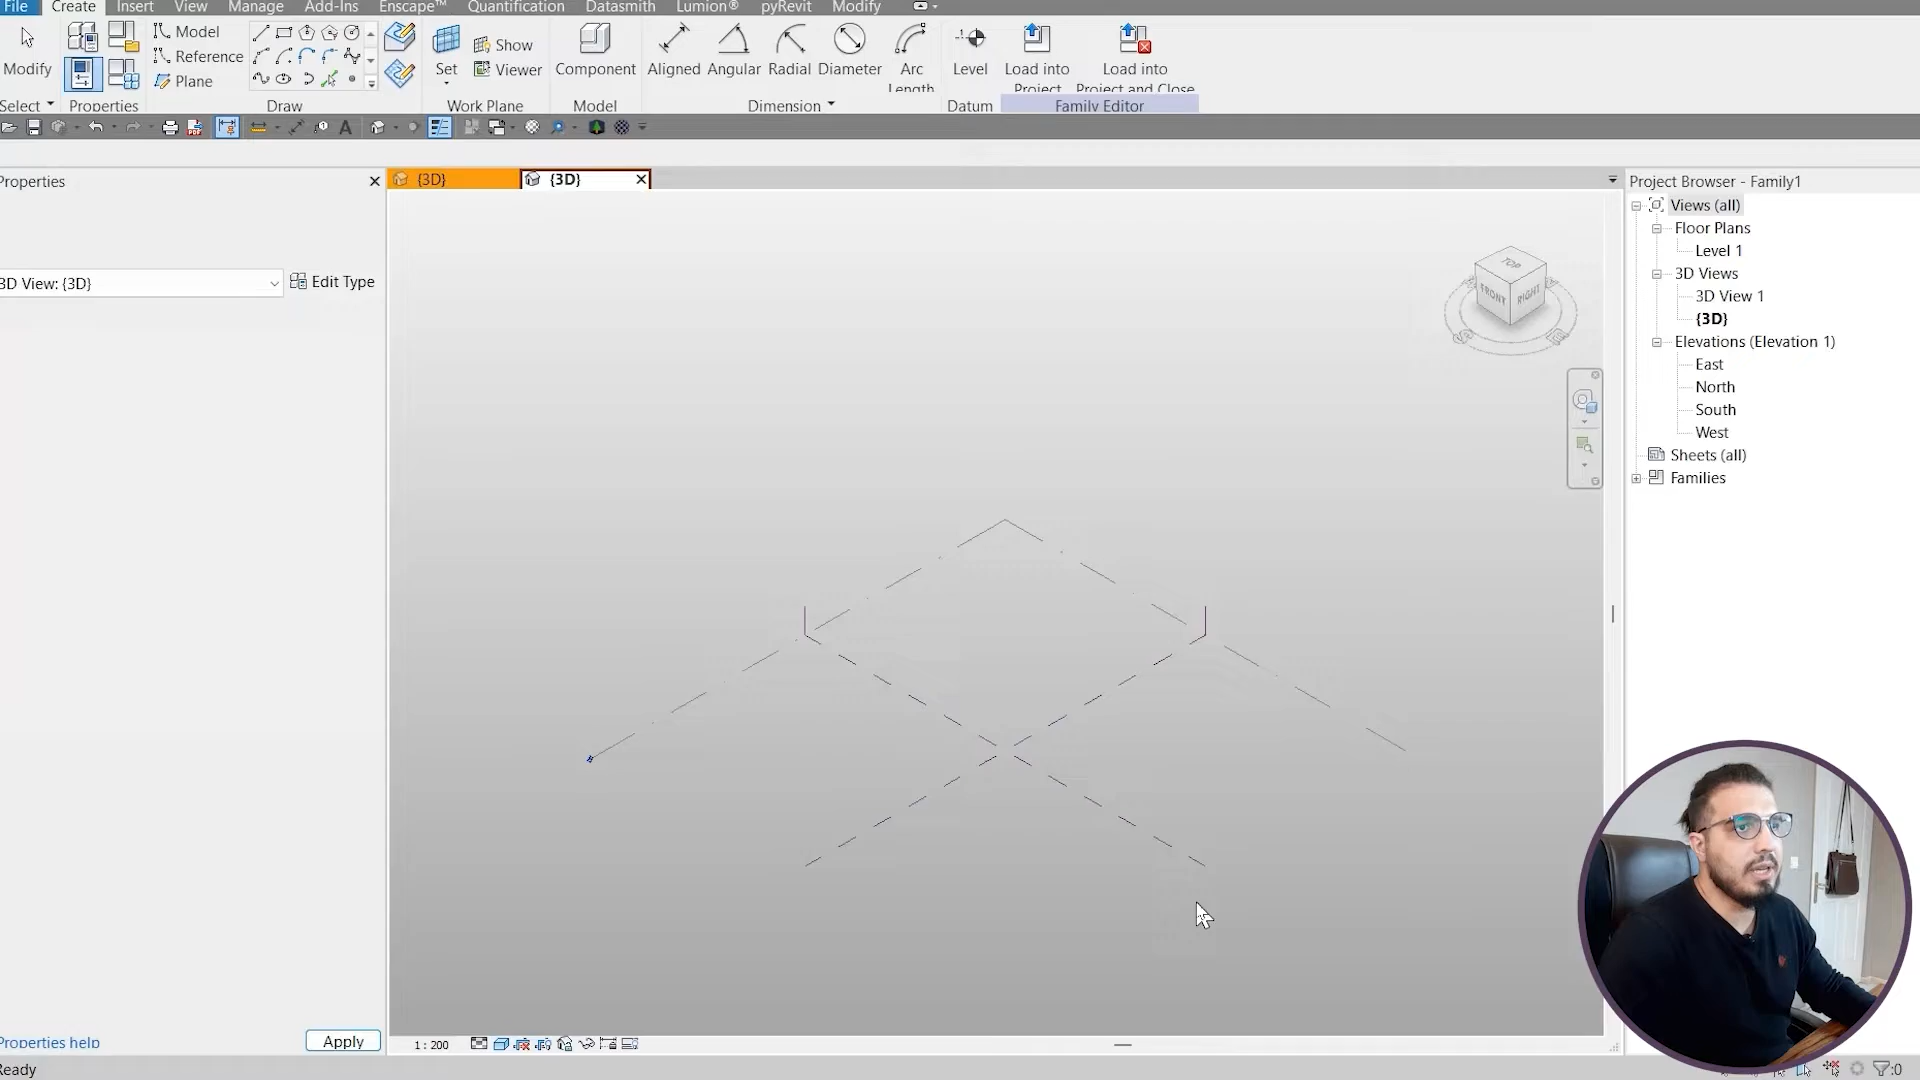 File Create Insert View Manage Add-Ins Enscape™ Quantification Datasmith Lumion® pyRevit Modify
Modify
Model
Reference
Plane
Set
Show
Viewer
Component
Aligned Angular Radial Diameter Arc
Length
Level
Load into
Project
Load into
Project and Close
Select Properties Draw Work Plane Model Dimension Datum Family Editor
Properties
{3D} {3D}
3D View: {3D}
Edit Type
TOP
FRONT
RIGHT
Project Browser - Family1
Views (all)
Floor Plans
Level 1
3D Views
3D View 1
{3D}
Elevations (Elevation 1)
East
North
South
West
Sheets (all)
Families
Properties help
Apply
1 : 200
Ready
:0